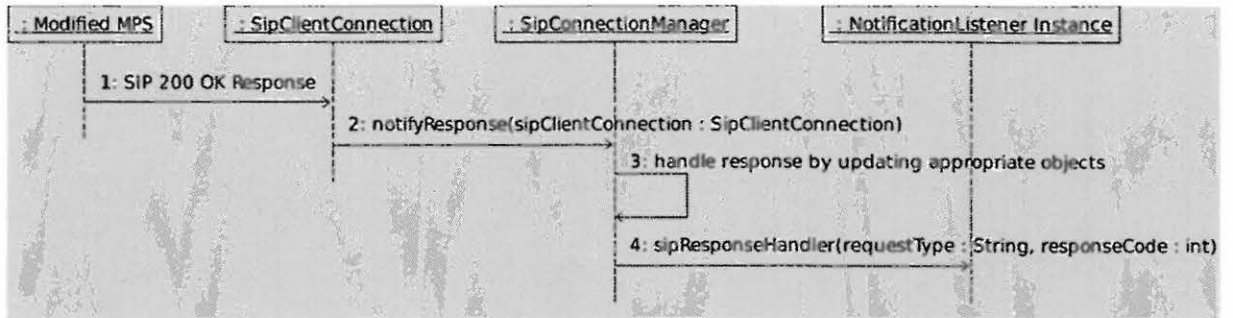 : Modified MPS
: SipClientConnection
: SipConnectionManager
: NotificationListener Instance
1: SIP 200 OK Response
2: notifyResponse(sipClientConnection : SipClientConnection)
3: handle response by updating appropriate objects
4: sipResponseHandler(requestType : String, responseCode : int)